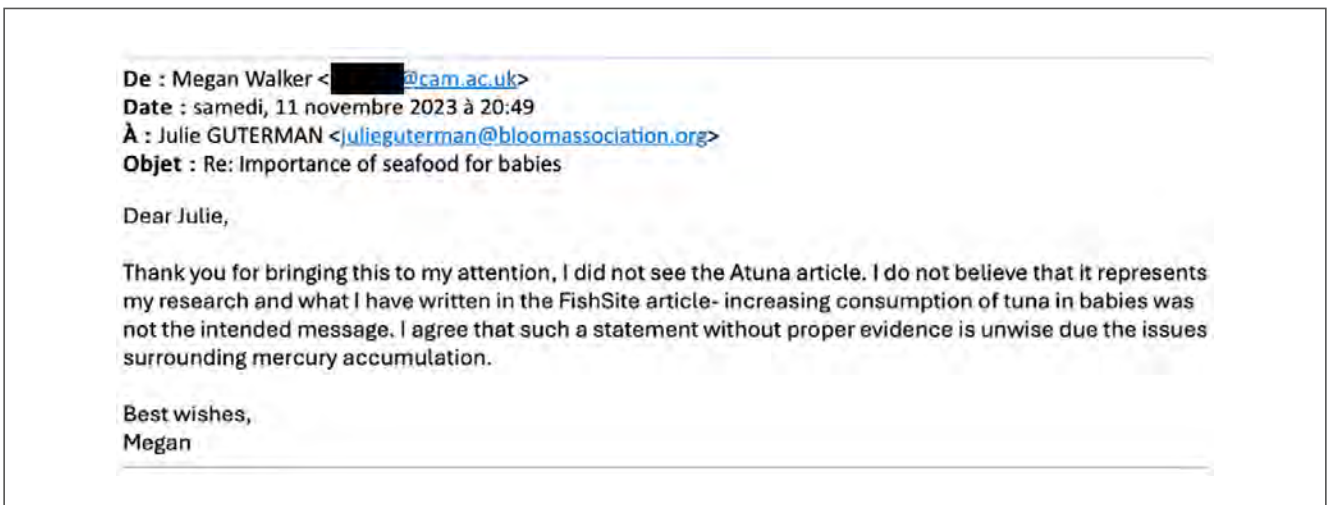 De : Megan Walker < @cam.ac.uk>
Date : samedi, 11 novembre 2023 à 20:49
À : Julie GUTERMAN <julieguterman@bloomassociation.org>
Objet : Re: Importance of seafood for babies
Dear Julie,
Thank you for bringing this to my attention, I did not see the Atuna article. I do not believe that it represents
my research and what I have written in the FishSite article- increasing consumption of tuna in babies was
not the intended message. I agree that such a statement without proper evidence is unwise due the issues
surrounding mercury accumulation.
Best wishes,
Megan